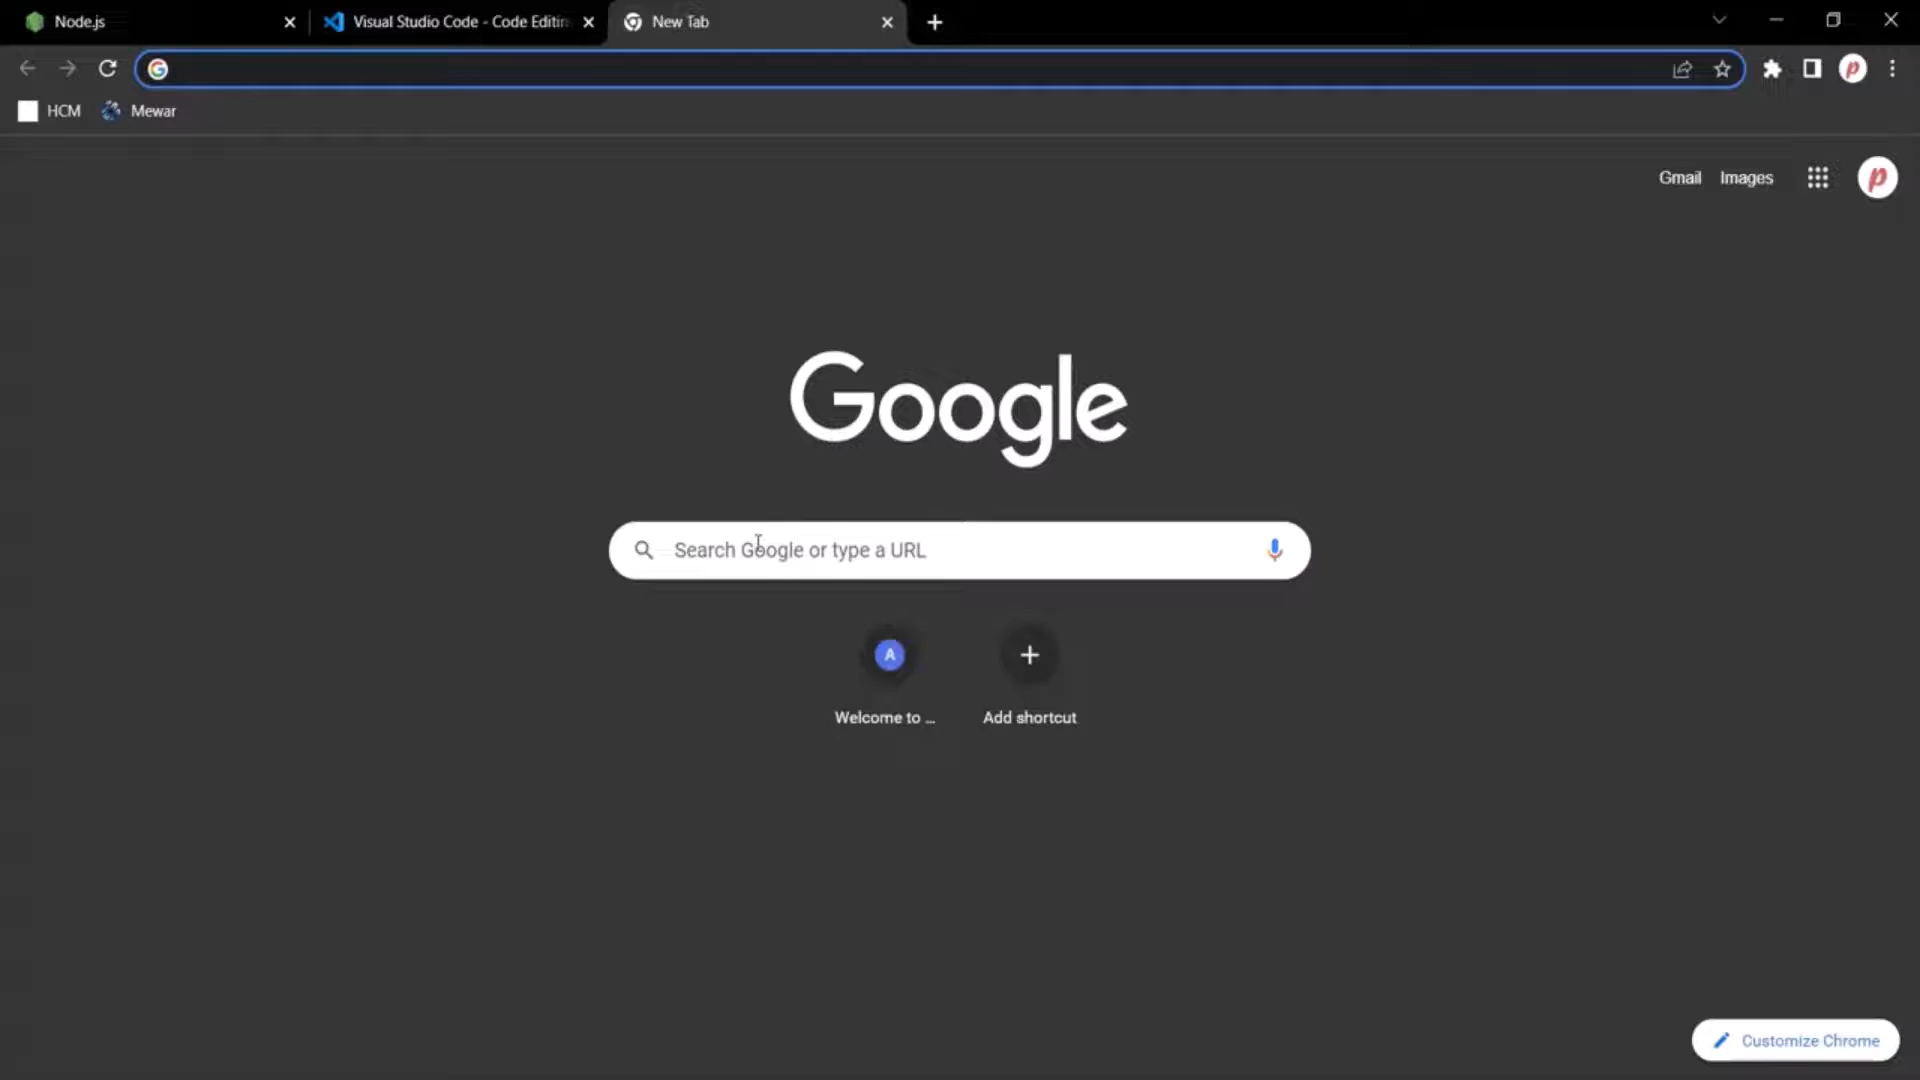 Node.js
Visual Studio Code - Code Editin
New Tab
HCM
Mewar
Gmail
Images
p
Google
Search Google or type a URL
A
Welcome to ...
Add shortcut
Customize Chrome